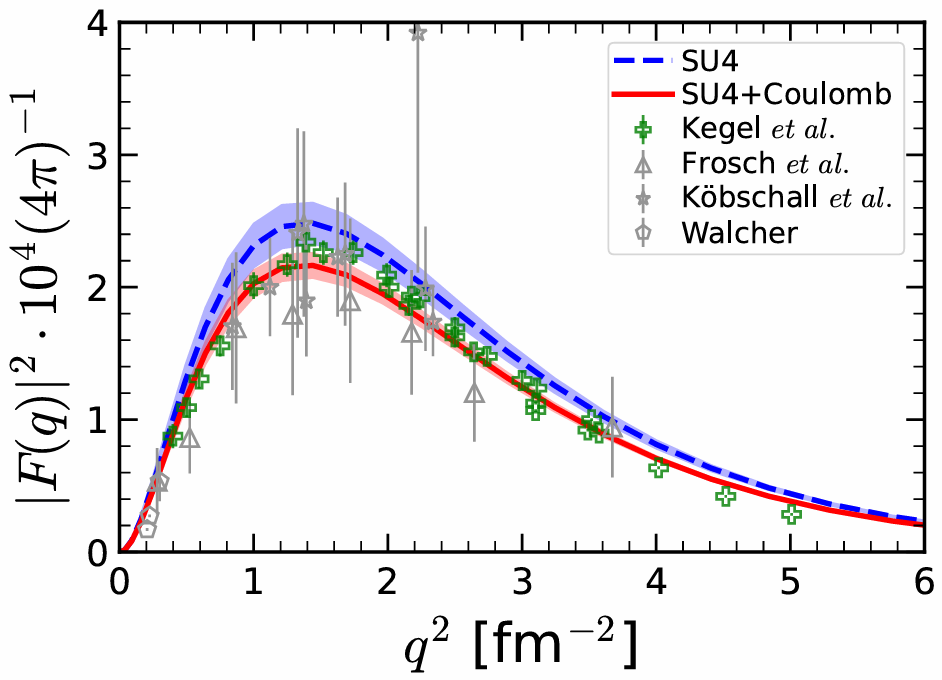 |F(q)|² · 10⁴(4π)⁻¹
4
3
2
1
0
SU4
SU4+Coulomb
Kegel et al.
Frosch et al.
Köbschall et al.
Walcher
0 1 2 3 4 5 6
q² [fm⁻²]